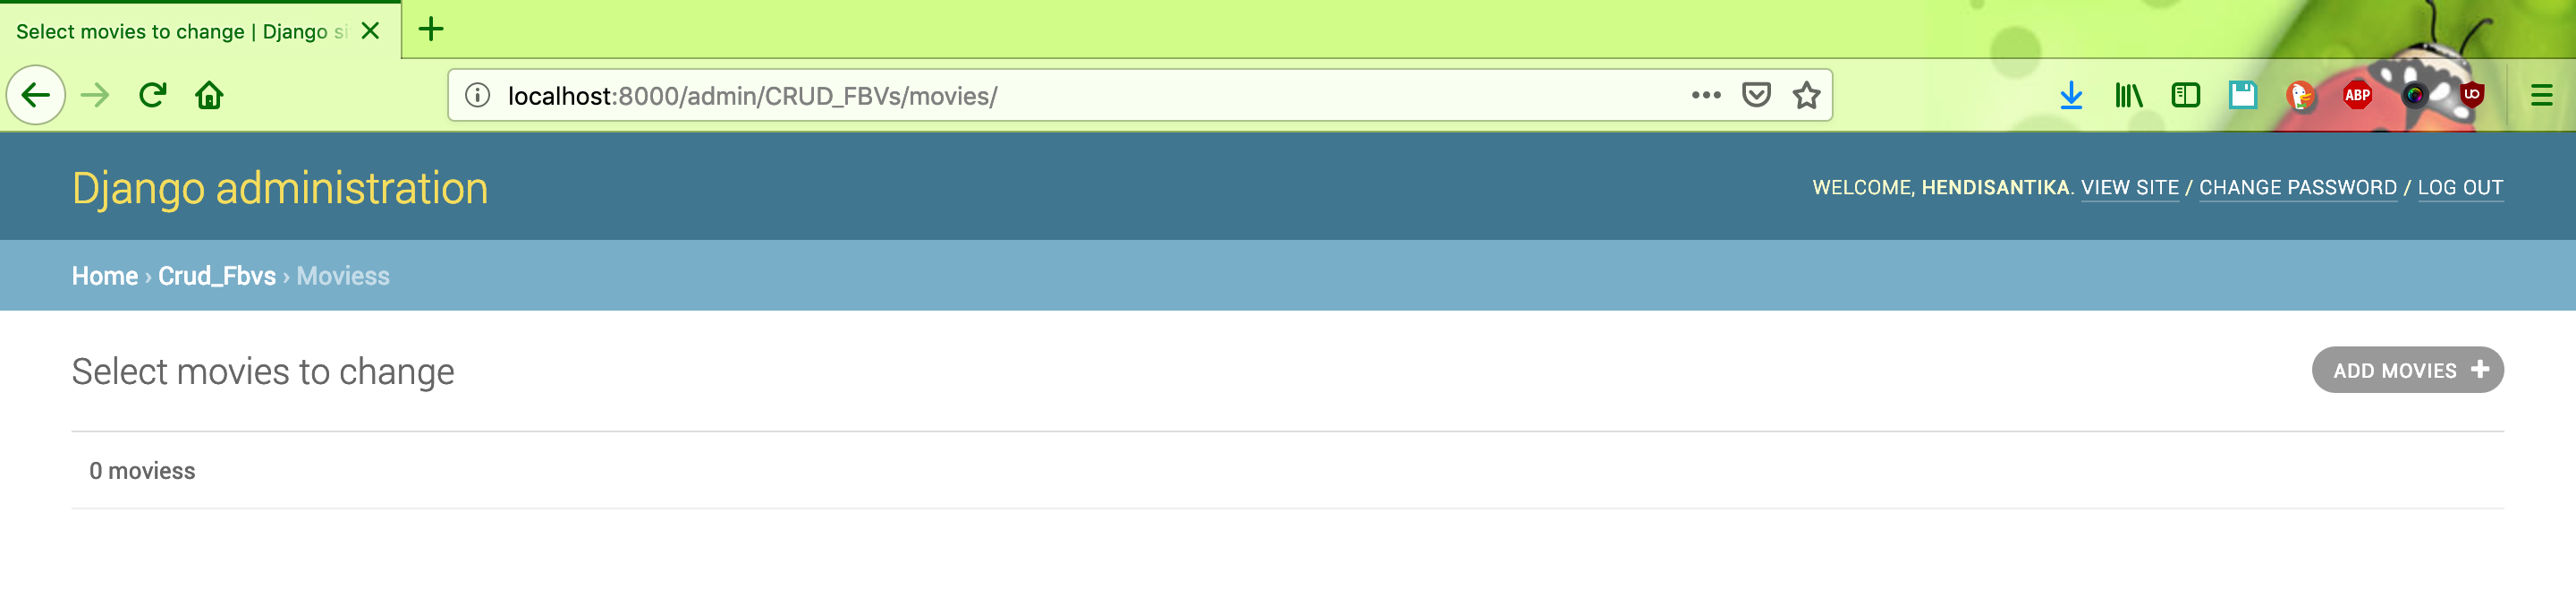 Select movies to change | Django si
localhost:8000/admin/CRUD_FBVs/movies/
ABP
Django administration
WELCOME, HENDISANTIKA. VIEW SITE / CHANGE PASSWORD / LOG OUT
Home › Crud_Fbvs › Moviess
Select movies to change
ADD MOVIES +
0 moviess